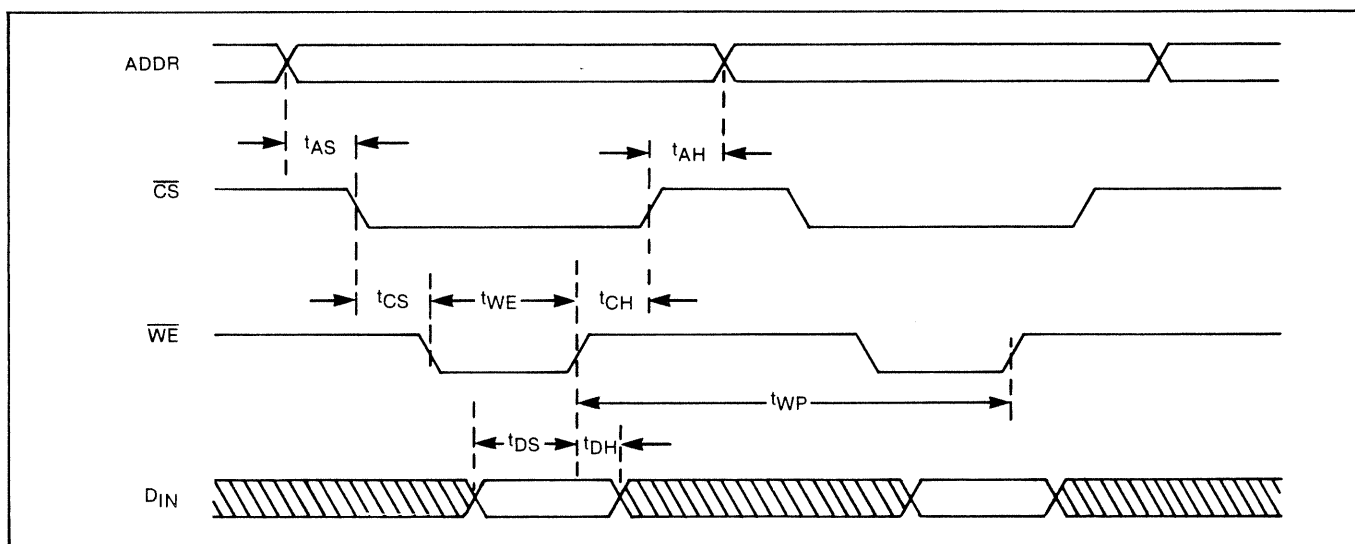 ADDR
tAS
tAH
CS
tCS
tWE
tCH
WE
tWP
tDS
tDH
DIN